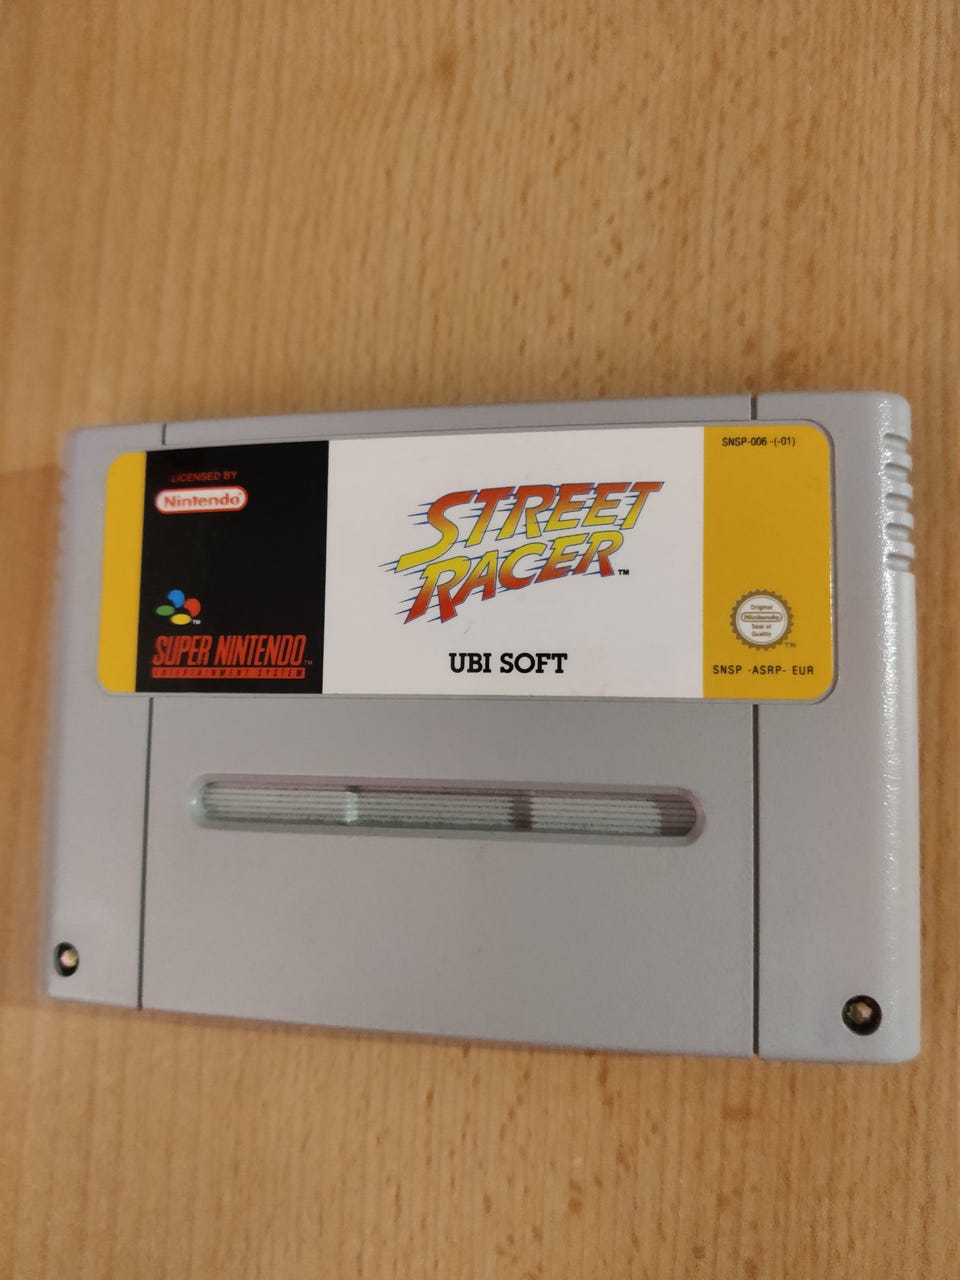 LICENSED BY
Nintendo
SUPER NINTENDO
ENTERTAINMENT SYSTEM
STREET
RACER
UBI SOFT
SNSP-006 -(-01)
Original
Nintendo
Seal of
Quality
SNSP -ASRP- EUR